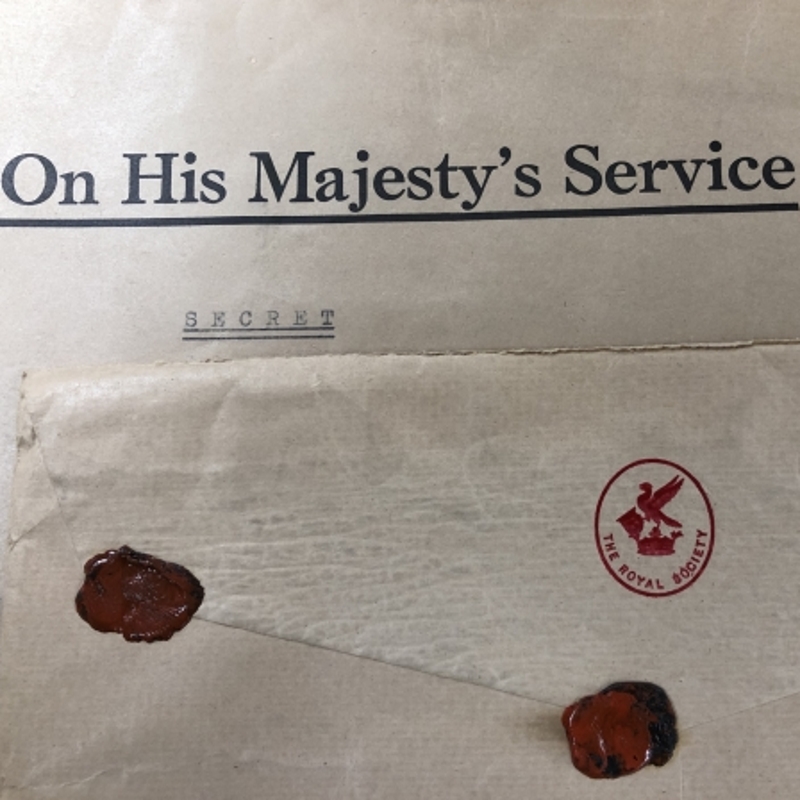 On His Majesty's Service
SECRET
THE ROYAL SOCIETY